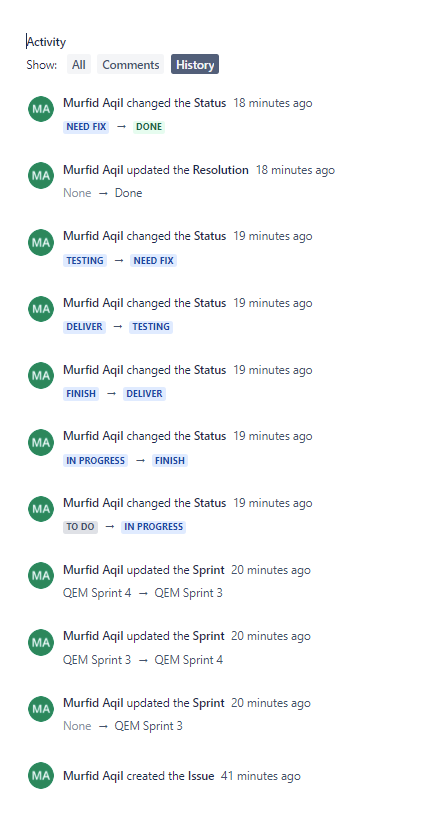 Activity
Show: All Comments History
MA Murfid Aqil changed the Status 18 minutes ago
NEED FIX → DONE
MA Murfid Aqil updated the Resolution 18 minutes ago
None → Done
MA Murfid Aqil changed the Status 19 minutes ago
TESTING → NEED FIX
MA Murfid Aqil changed the Status 19 minutes ago
DELIVER → TESTING
MA Murfid Aqil changed the Status 19 minutes ago
FINISH → DELIVER
MA Murfid Aqil changed the Status 19 minutes ago
IN PROGRESS → FINISH
MA Murfid Aqil changed the Status 19 minutes ago
TO DO → IN PROGRESS
MA Murfid Aqil updated the Sprint 20 minutes ago
QEM Sprint 4 → QEM Sprint 3
MA Murfid Aqil updated the Sprint 20 minutes ago
QEM Sprint 3 → QEM Sprint 4
MA Murfid Aqil updated the Sprint 20 minutes ago
None → QEM Sprint 3
MA Murfid Aqil created the Issue 41 minutes ago